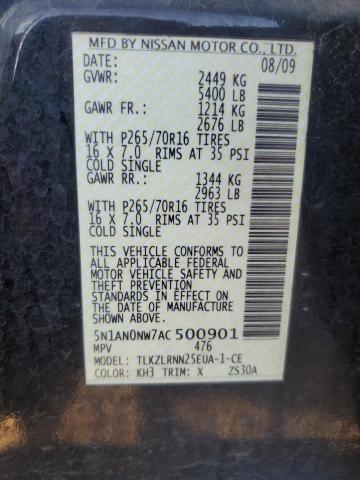 MFD BY NISSAN MOTOR CO., LTD.
DATE: 08/09
GVWR: 2449 KG
5400 LB
GAWR FR.: 1214 KG
2676 LB
WITH P265/70R16 TIRES
16 X 7.0 RIMS AT 35 PSI
COLD SINGLE
GAWR RR.: 1344 KG
2963 LB
WITH P265/70R16 TIRES
16 X 7.0 RIMS AT 35 PSI
COLD SINGLE
THIS VEHICLE CONFORMS TO
ALL APPLICABLE FEDERAL
MOTOR VEHICLE SAFETY AND
AND THEFT PREVENTION
STANDARDS IN EFFECT ON THE
DATE OF MANUFACTURE SHOWN
ABOVE.
5N1AN0NW7AC500901
MPV 476
MODEL: TLKZLRNN25EUA-1-CE
COLOR: KH3 TRIM: X ZS30A